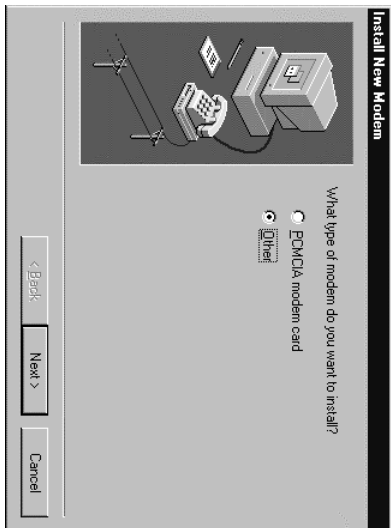 Install New Modem
What type of modem do you want to install?
PCMCIA modem card
Other
< Back
Next >
Cancel